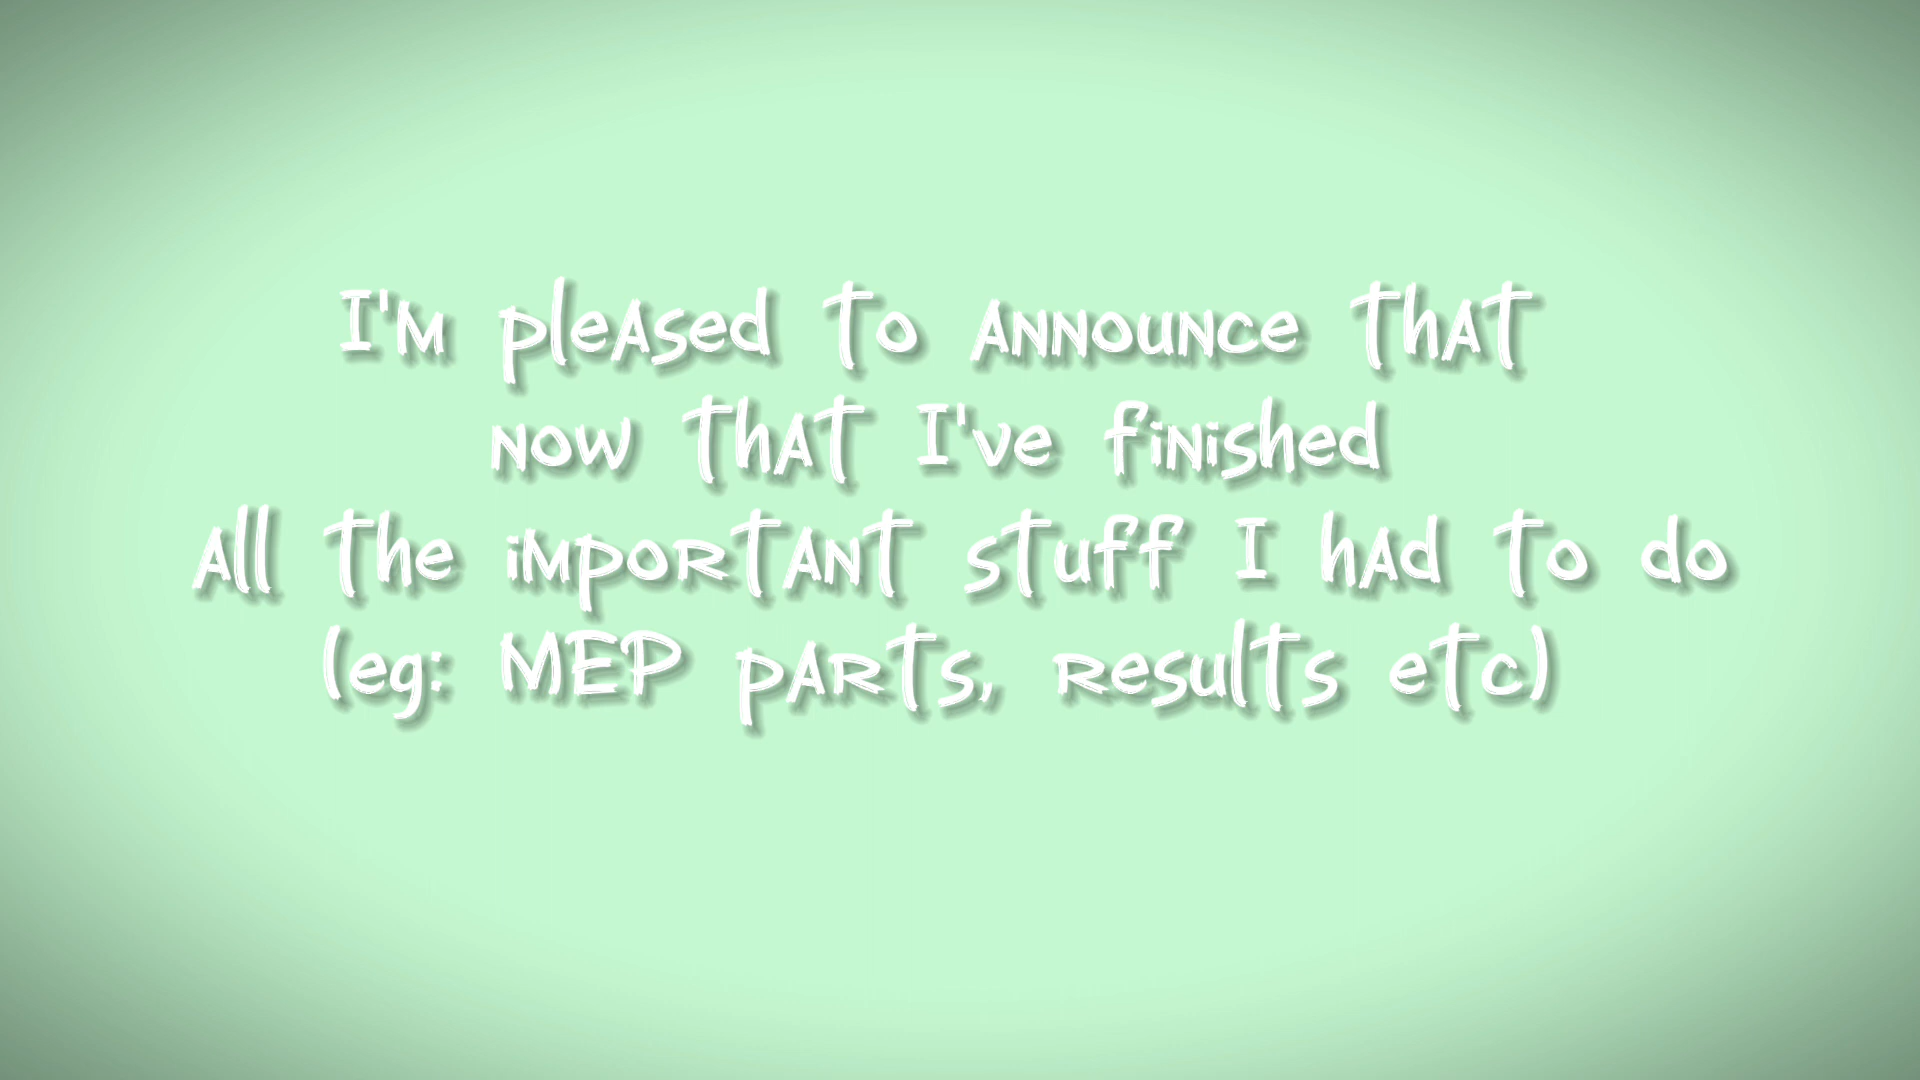 I'm pleased to announce that
now that I've finished
all the important stuff I had to do
(eg: MEP parts, results etc)